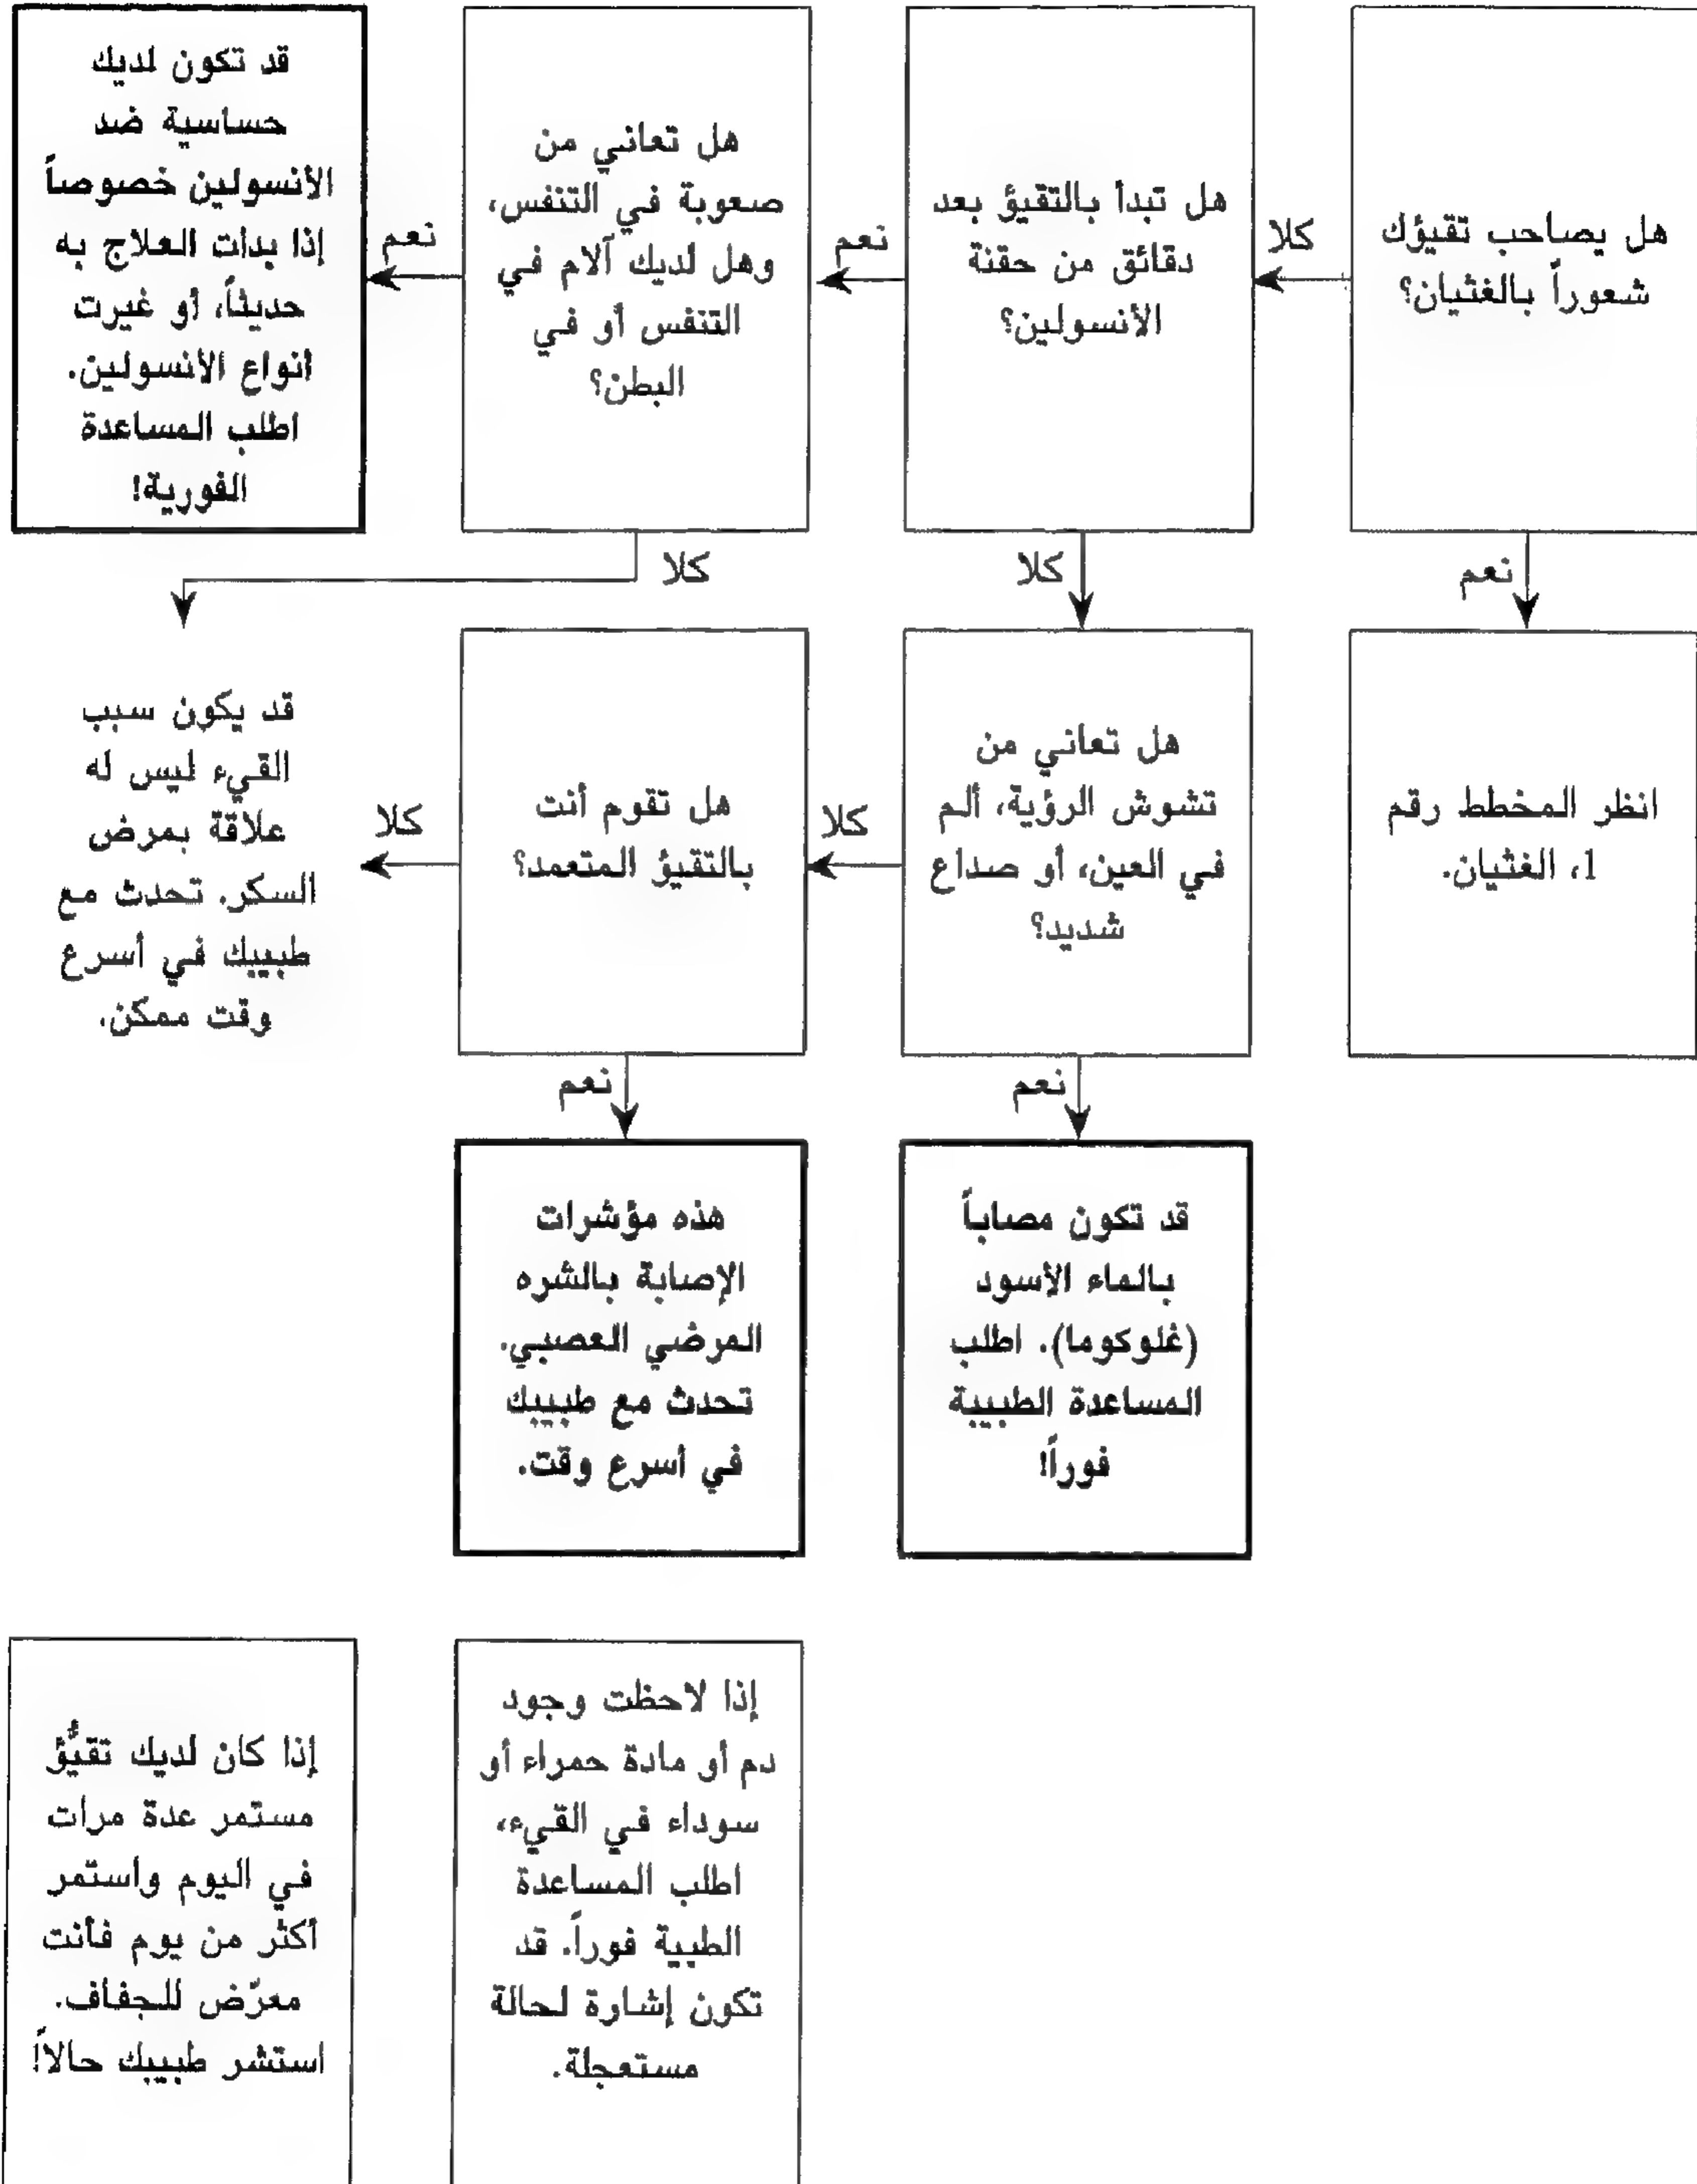 هل يصاحب تقيؤك
شعوراً بالغثيان؟
كلا
هل تبدأ بالتقيؤ بعد
دقائق من حقنة
الأنسولين؟
نعم
هل تعاني من
صعوبة في التنفس،
وهل لديك آلام في
التنفس أو في
البطن؟
نعم
قد تكون لديك
حساسية ضد
الأنسولين خصوصاً
إذا بدأت العلاج به
حديثاً، أو غيرت
انواع الأنسولين.
اطلب المساعدة
الفورية!
نعم
كلا
كلا
انظر المخطط رقم
1، الغثيان.
هل تعاني من
تشوش الرؤية، ألم
في العين، أو صداع
شديد؟
كلا
هل تقوم أنت
بالتقيؤ المتعمد؟
كلا
قد يكون سبب
القيء ليس له
علاقة بمرض
السكر. تحدث مع
طبيبك في أسرع
وقت ممكن.
نعم
نعم
قد تكون مصاباً
بالماء الأسود
(غلوكوما). اطلب
المساعدة الطبيبة
فوراً!
هذه مؤشرات
الإصابة بالشره
المرضي العصبي.
تحدث مع طبيبك
في أسرع وقت.
إذا لاحظت وجود
دم أو مادة حمراء أو
سوداء في القيء،
اطلب المساعدة
الطبية فوراً. قد
تكون إشارة لحالة
مستعجلة.
إذا كان لديك تقيُّؤ
مستمر عدة مرات
في اليوم واستمر
أكثر من يوم فأنت
معرّض للجفاف.
استشر طبيبك حالاً!